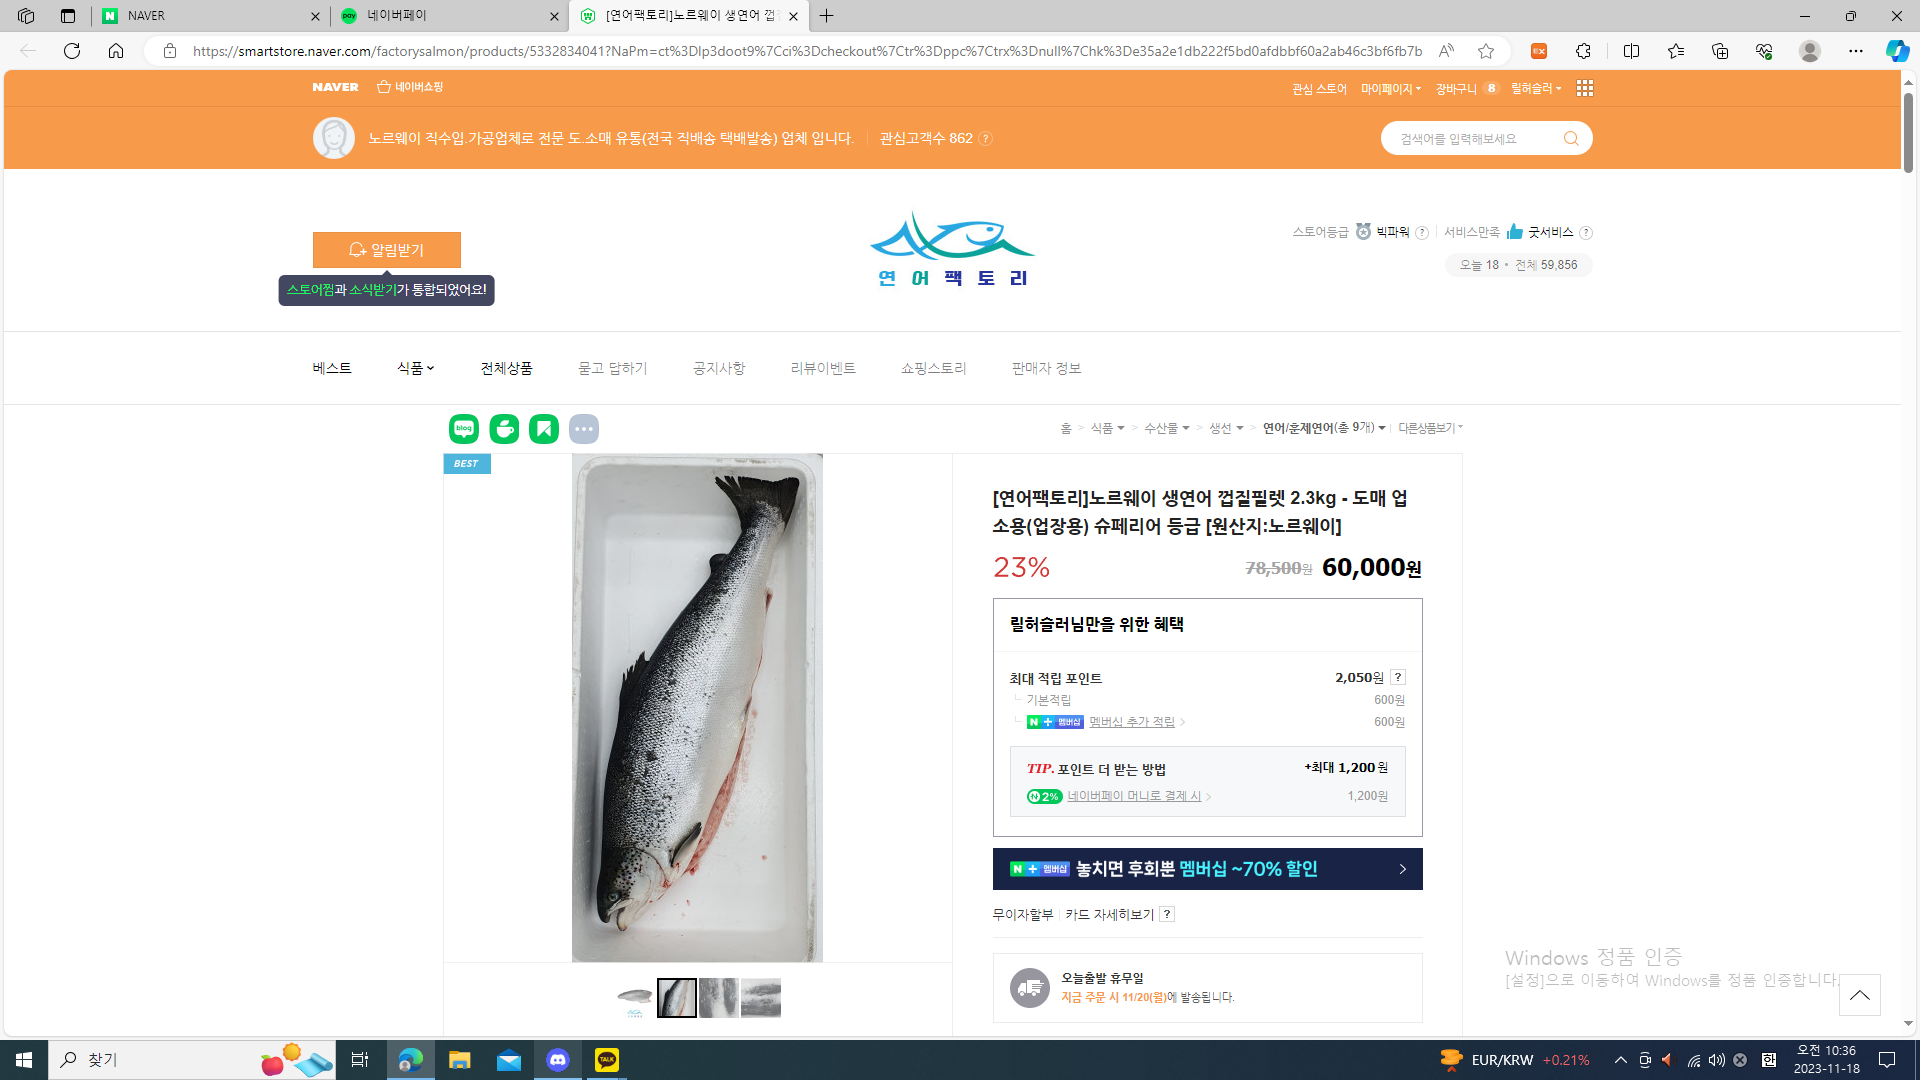 NAVER
네이버페이
[연어팩토리]노르웨이 생연어 껍
https://smartstore.naver.com/factorysalmon/products/5332834041?NaPm=ct%3Dlp3doot9%7Cci%3Dcheckout%7Ctr%3Dppc%7Ctrx%3Dnull%7Chk%3De35a2e1db222f5bd0afdbbf60a2ab46c3bf6fb7b
NAVER 네이버쇼핑
관심 스토어 마이페이지 장바구니 8 릴허슬러
노르웨이 직수입.가공업체로 전문 도.소매 유통(전국 직배송 택배발송) 업체 입니다. 관심고객수 862 ?
검색어를 입력해보세요
알림받기
스토어찜과 소식받기가 통합되었어요!
연어팩토리
스토어등급 빅파워 ? 서비스만족 굿서비스 ?
오늘 18 • 전체 59,856
베스트 식품 전체상품 묻고 답하기 공지사항 리뷰이벤트 쇼핑스토리 판매자 정보
blog
홈 > 식품 > 수산물 > 생선 > 연어/훈제연어(총 9개) 다른상품보기
BEST
[연어팩토리]노르웨이 생연어 껍질필렛 2.3kg - 도매 업
소용(업장용) 슈페리어 등급 [원산지:노르웨이]
23% 78,500원 60,000원
릴허슬러님만을 위한 혜택
최대 적립 포인트 2,050원 ?
기본적립 600원
N+ 멤버십 멤버십 추가 적립 > 600원
TIP. 포인트 더 받는 방법 +최대 1,200원
N 2% 네이버페이 머니로 결제 시 > 1,200원
N+ 멤버십 놓치면 후회뿐 멤버십 ~70% 할인 >
무이자할부 카드 자세히보기 ?
오늘출발 휴무일
지금 주문 시 11/20(월)에 발송됩니다.
Windows 정품 인증
[설정]으로 이동하여 Windows를 정품 인증합니다.
찾기
TALK
EUR/KRW +0.21%
한
오전 10:36
2023-11-18